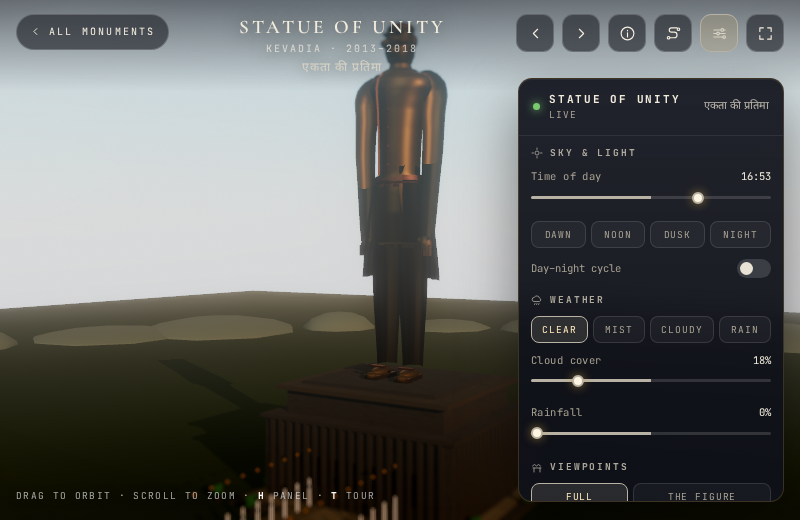 ALL MONUMENTS
STATUE OF UNITY
KEVADIA · 2013–2018
एकता की प्रतिमा
STATUE OF UNITY
LIVE
एकता की प्रतिमा
SKY & LIGHT
Time of day 16:53
DAWN NOON DUSK NIGHT
Day-night cycle
WEATHER
CLEAR MIST CLOUDY RAIN
Cloud cover 18%
Rainfall 0%
VIEWPOINTS
FULL THE FIGURE
DRAG TO ORBIT · SCROLL TO ZOOM · H PANEL · T TOUR